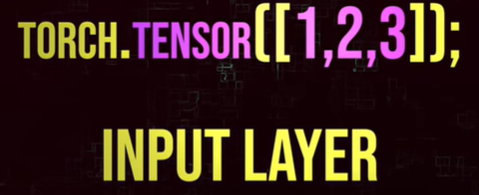 TORCH.TENSOR([1,2,3]);
INPUT LAYER